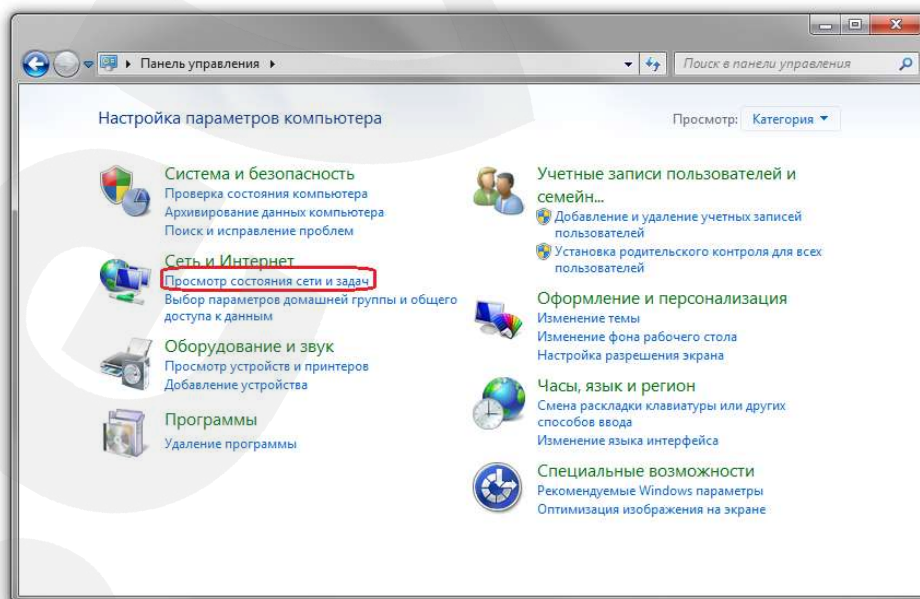 Панель управления
Поиск в панели управления
Настройка параметров компьютера
Просмотр: Категория
Система и безопасность
Проверка состояния компьютера
Архивирование данных компьютера
Поиск и исправление проблем
Сеть и Интернет
Просмотр состояния сети и задач
Выбор параметров домашней группы и общего
доступа к данным
Оборудование и звук
Просмотр устройств и принтеров
Добавление устройства
Программы
Удаление программы
Учетные записи пользователей и
семейн...
Добавление и удаление учетных записей
пользователей
Установка родительского контроля для всех
пользователей
Оформление и персонализация
Изменение темы
Изменение фона рабочего стола
Настройка разрешения экрана
Часы, язык и регион
Смена раскладки клавиатуры или других
способов ввода
Изменение языка интерфейса
Специальные возможности
Рекомендуемые Windows параметры
Оптимизация изображения на экране